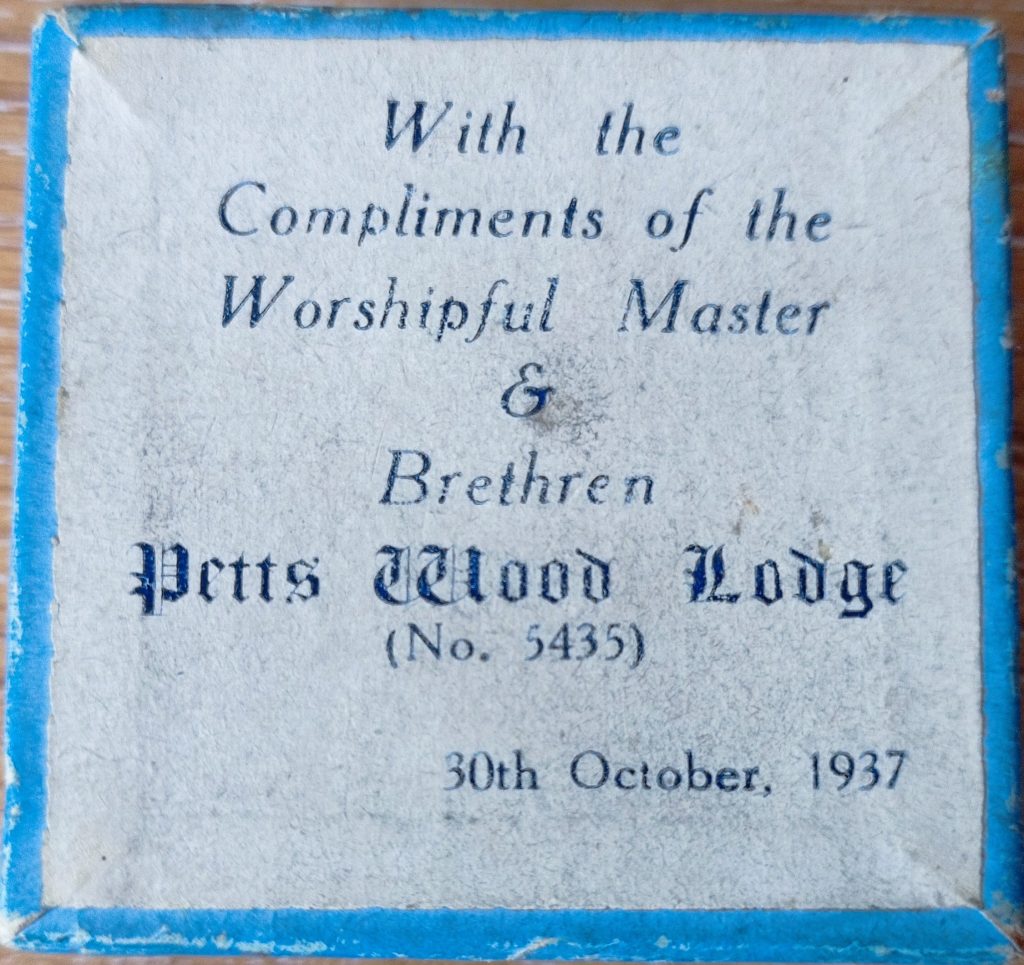 With the
Compliments of the
Worshipful Master
&
Brethren
Petts Wood Lodge
(No. 5435)
30th October, 1937